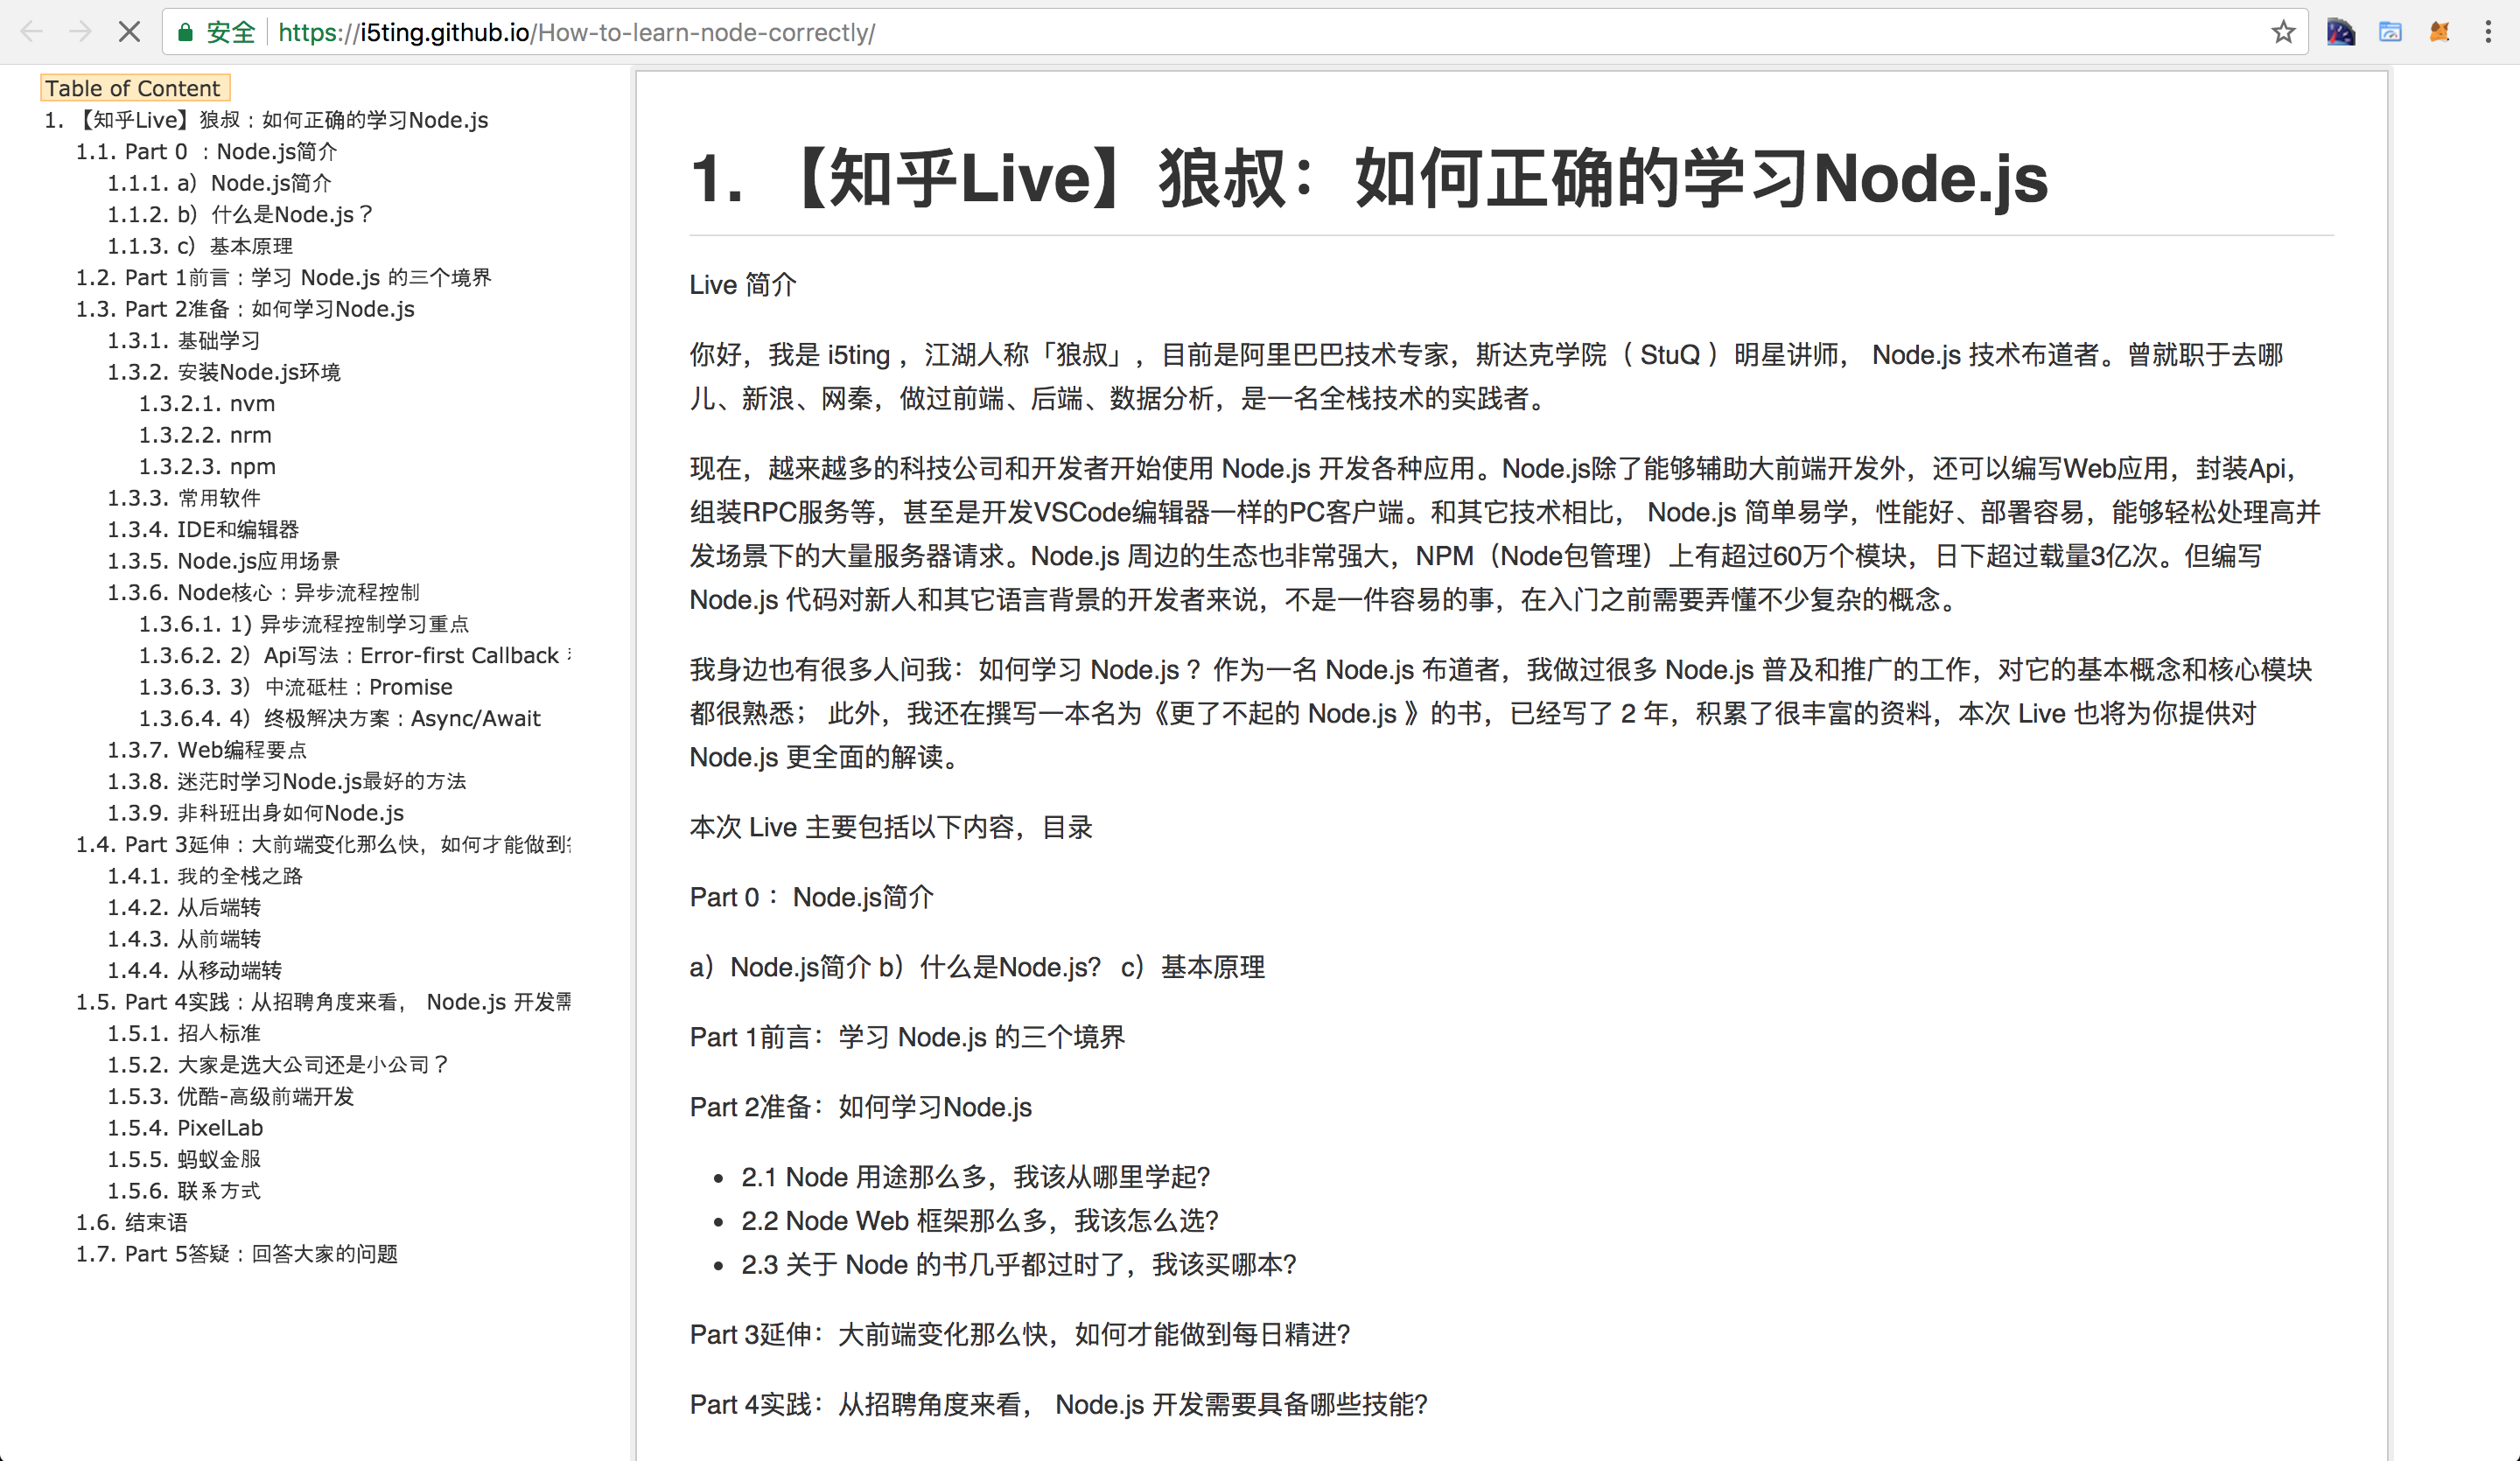 安全 https://i5ting.github.io/How-to-learn-node-correctly/
Table of Content
1. 【知乎Live】狼叔：如何正确的学习Node.js
1.1. Part 0 ：Node.js简介
1.1.1. a）Node.js简介
1.1.2. b）什么是Node.js？
1.1.3. c）基本原理
1.2. Part 1前言：学习 Node.js 的三个境界
1.3. Part 2准备：如何学习Node.js
1.3.1. 基础学习
1.3.2. 安装Node.js环境
1.3.2.1. nvm
1.3.2.2. nrm
1.3.2.3. npm
1.3.3. 常用软件
1.3.4. IDE和编辑器
1.3.5. Node.js应用场景
1.3.6. Node核心：异步流程控制
1.3.6.1. 1) 异步流程控制学习重点
1.3.6.2. 2）Api写法：Error-first Callback
1.3.6.3. 3）中流砥柱：Promise
1.3.6.4. 4）终极解决方案：Async/Await
1.3.7. Web编程要点
1.3.8. 迷茫时学习Node.js最好的方法
1.3.9. 非科班出身如何Node.js
1.4. Part 3延伸：大前端变化那么快，如何才能做到
1.4.1. 我的全栈之路
1.4.2. 从后端转
1.4.3. 从前端转
1.4.4. 从移动端转
1.5. Part 4实践：从招聘角度来看， Node.js 开发需
1.5.1. 招人标准
1.5.2. 大家是选大公司还是小公司？
1.5.3. 优酷-高级前端开发
1.5.4. PixelLab
1.5.5. 蚂蚁金服
1.5.6. 联系方式
1.6. 结束语
1.7. Part 5答疑：回答大家的问题
1. 【知乎Live】狼叔：如何正确的学习Node.js
Live 简介
你好，我是 i5ting ，江湖人称「狼叔」，目前是阿里巴巴技术专家，斯达克学院（ StuQ ）明星讲师， Node.js 技术布道者。曾就职于去哪
儿、新浪、网秦，做过前端、后端、数据分析，是一名全栈技术的实践者。
现在，越来越多的科技公司和开发者开始使用 Node.js 开发各种应用。Node.js除了能够辅助大前端开发外，还可以编写Web应用，封装Api，
组装RPC服务等，甚至是开发VSCode编辑器一样的PC客户端。和其它技术相比， Node.js 简单易学，性能好、部署容易，能够轻松处理高并
发场景下的大量服务器请求。Node.js 周边的生态也非常强大，NPM（Node包管理）上有超过60万个模块，日下超过载量3亿次。但编写
Node.js 代码对新人和其它语言背景的开发者来说，不是一件容易的事，在入门之前需要弄懂不少复杂的概念。
我身边也有很多人问我：如何学习 Node.js ？作为一名 Node.js 布道者，我做过很多 Node.js 普及和推广的工作，对它的基本概念和核心模块
都很熟悉； 此外，我还在撰写一本名为《更了不起的 Node.js 》的书，已经写了 2 年，积累了很丰富的资料，本次 Live 也将为你提供对
Node.js 更全面的解读。
本次 Live 主要包括以下内容，目录
Part 0 ：Node.js简介
a）Node.js简介 b）什么是Node.js？ c）基本原理
Part 1前言：学习 Node.js 的三个境界
Part 2准备：如何学习Node.js
• 2.1 Node 用途那么多，我该从哪里学起？
• 2.2 Node Web 框架那么多，我该怎么选？
• 2.3 关于 Node 的书几乎都过时了，我该买哪本？
Part 3延伸：大前端变化那么快，如何才能做到每日精进？
Part 4实践：从招聘角度来看， Node.js 开发需要具备哪些技能？